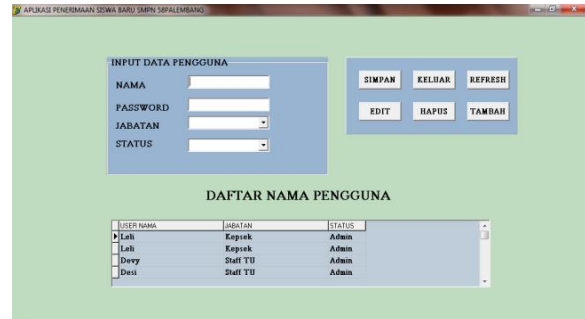 APLIKASI PENERIMAAN SISWA BARU SMPN 58PALEMBANG
INPUT DATA PENGGUNA
NAMA
PASSWORD
JABATAN
STATUS
SIMPAN KELUAR REFRESH
EDIT HAPUS TAMBAH
DAFTAR NAMA PENGGUNA
USER NAMA JABATAN STATUS
Leli Kepsek Admin
Leli Kepsek Admin
Devy Staff TU Admin
Desi Staff TU Admin